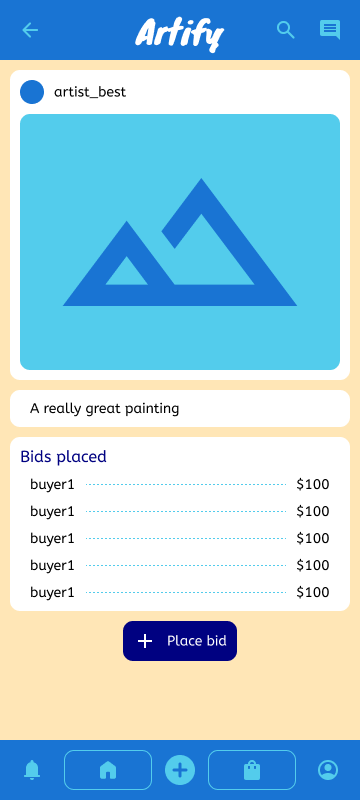 Artify
artist_best
A really great painting
Bids placed
buyer1 $100
buyer1 $100
buyer1 $100
buyer1 $100
buyer1 $100
Place bid